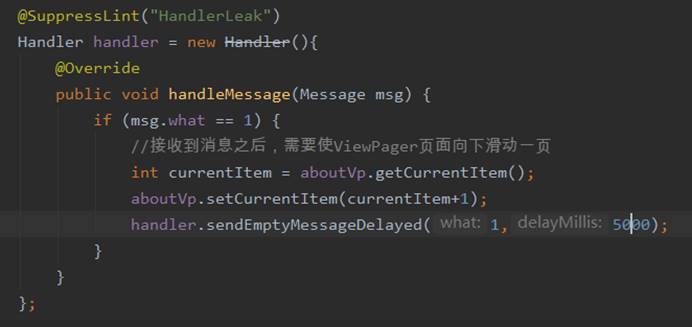 @SuppressLint("HandlerLeak")
Handler handler = new Handler(){
@Override
public void handleMessage(Message msg) {
if (msg.what == 1) {
//接收到消息之后，需要使ViewPager页面向下滑动一页
int currentItem = aboutVp.getCurrentItem();
aboutVp.setCurrentItem(currentItem+1);
handler.sendEmptyMessageDelayed( what: 1, delayMillis: 5000);
}
}
};